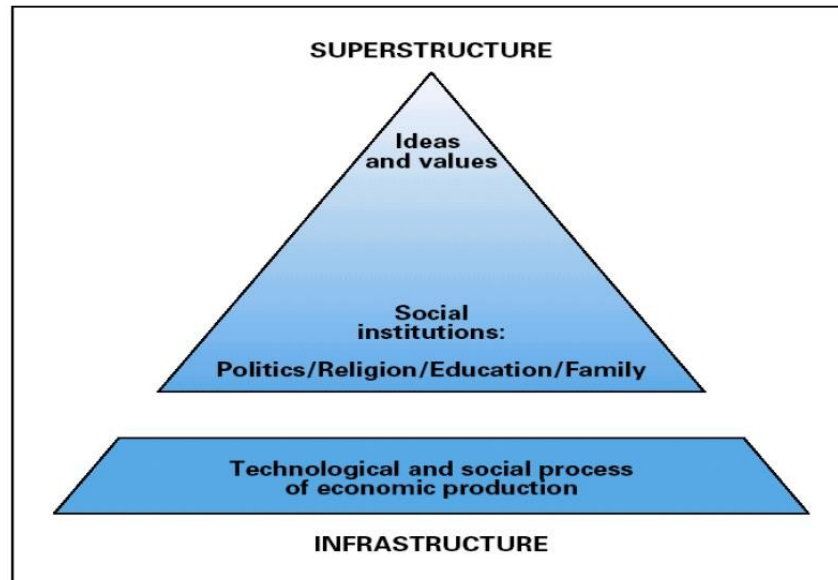 SUPERSTRUCTURE
Ideas
and values
Social
institutions:
Politics/Religion/Education/Family
Technological and social process
of economic production
INFRASTRUCTURE